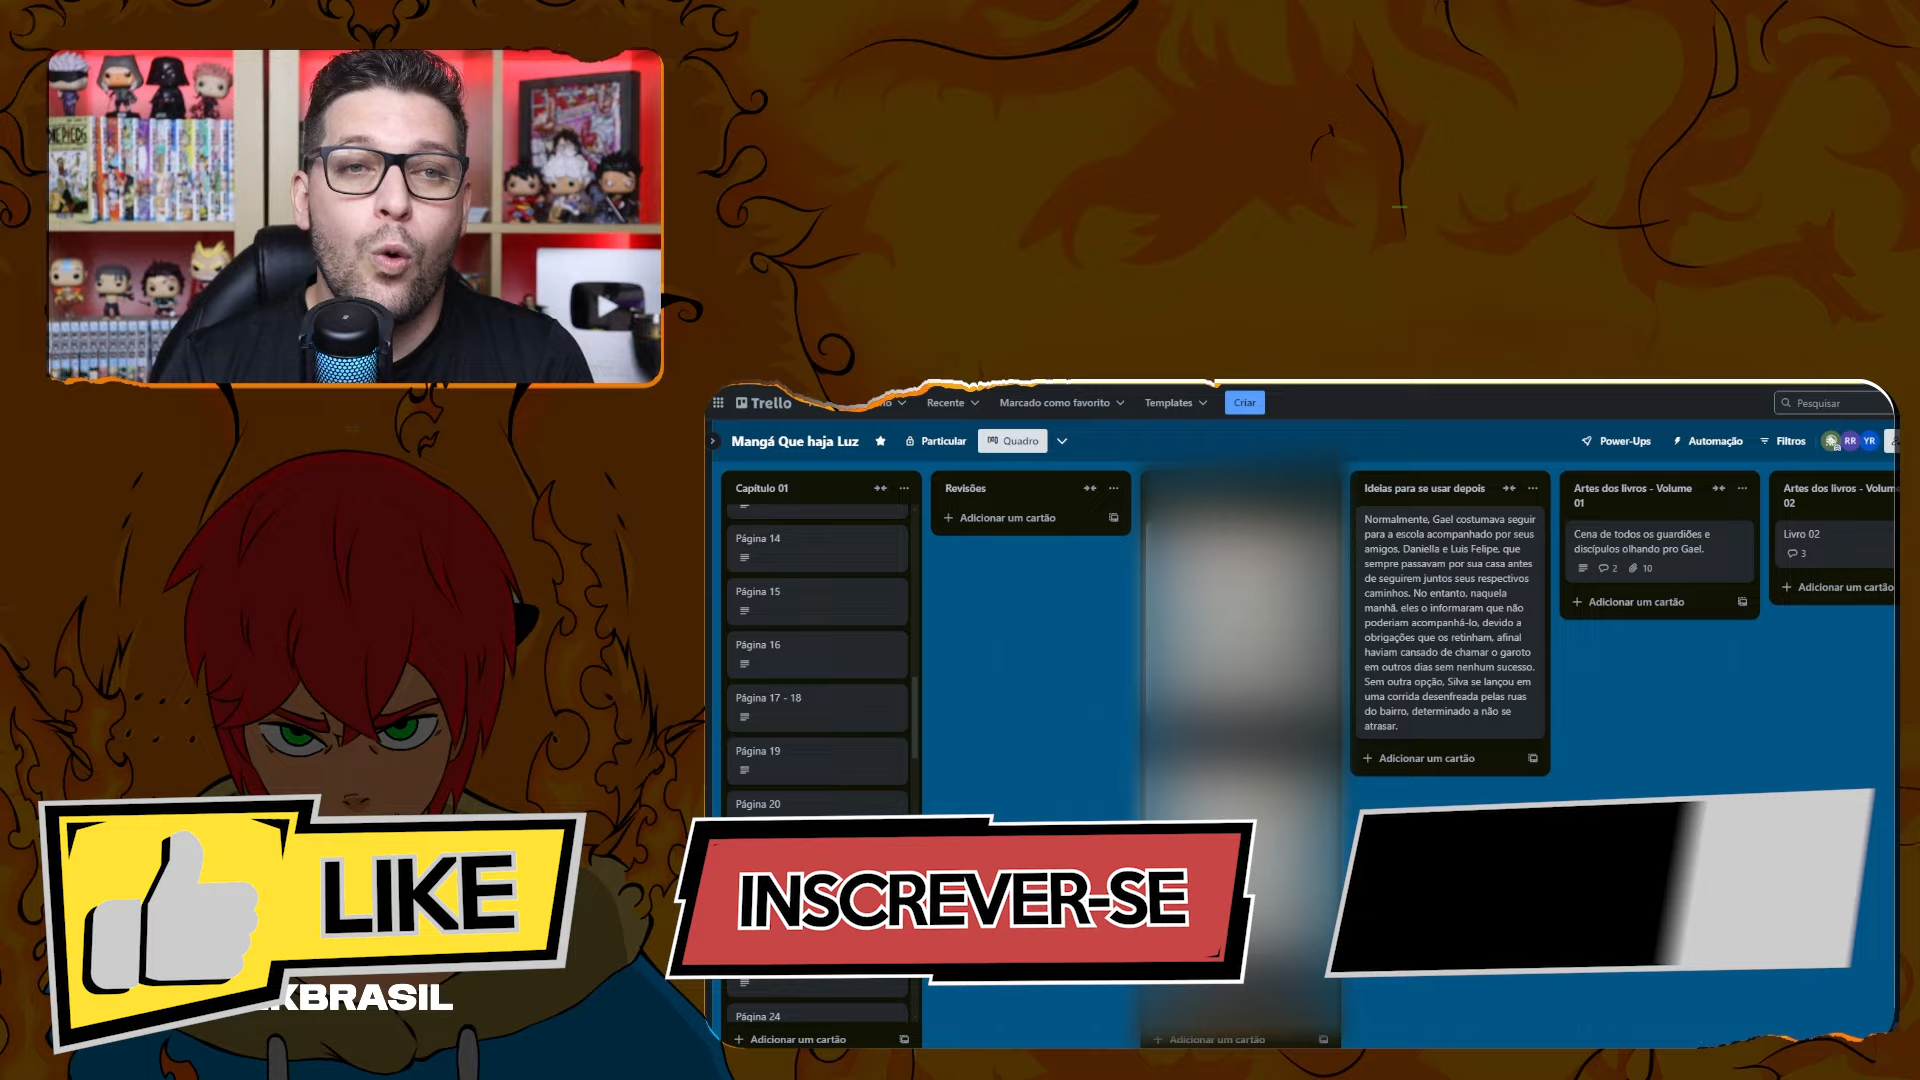 ONE PIECE
Trello
Recente
Marcado como favorito
Templates
Criar
Pesquisar
Mangá Que haja Luz
Particular
Quadro
Power-Ups
Automação
Filtros
RR
YR
Capítulo 01
Página 14
Página 15
Página 16
Página 17 - 18
Página 19
Página 20
Página 24
Adicionar um cartão
Revisões
Adicionar um cartão
Adicionar um cartão
Ideias para se usar depois
Normalmente, Gael costumava seguir
para a escola acompanhado por seus
amigos, Daniella e Luis Felipe, que
sempre passavam por sua casa antes
de seguirem juntos seus respectivos
caminhos. No entanto, naquela
manhã, eles o informaram que não
poderiam acompanhá-lo, devido a
obrigações que os retinham, afinal
haviam cansado de chamar o garoto
em outros dias sem nenhum sucesso.
Sem outra opção, Silva se lançou em
uma corrida desenfreada pelas ruas
do bairro, determinado a não se
atrasar.
Adicionar um cartão
Artes dos livros - Volume
01
Cena de todos os guardiões e
discípulos olhando pro Gael.
2
10
Adicionar um cartão
Artes dos livros - Volume
02
Livro 02
3
Adicionar um cartão
LIKE
INSCREVER-SE
KBRASIL